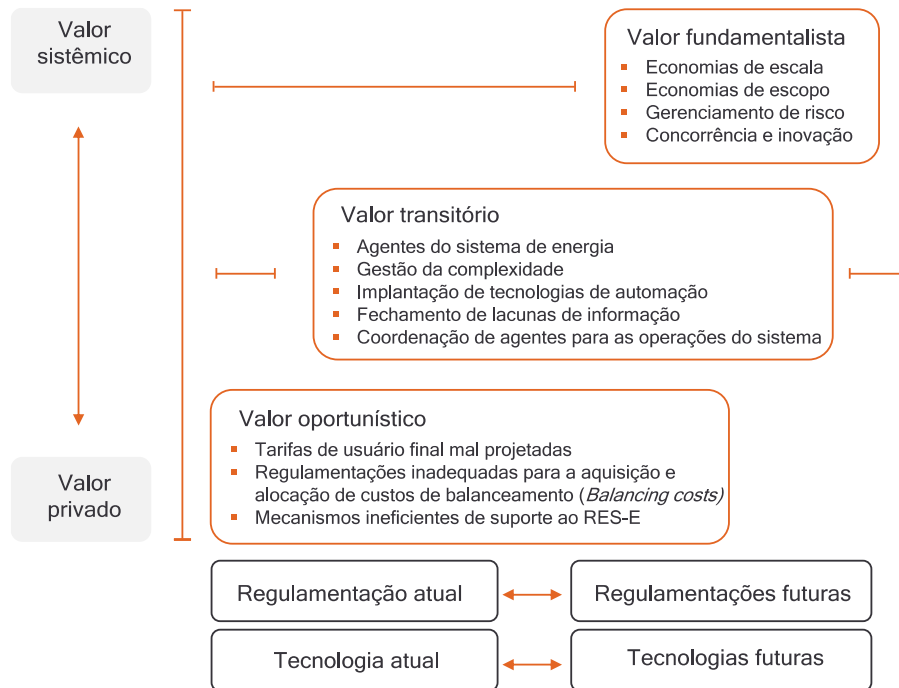 Valor
sistêmico
Valor fundamentalista
Economias de escala
Economias de escopo
Gerenciamento de risco
Concorrência e inovação
Valor transitório
Agentes do sistema de energia
Gestão da complexidade
Implantação de tecnologias de automação
Fechamento de lacunas de informação
Coordenação de agentes para as operações do sistema
Valor oportunístico
Tarifas de usuário final mal projetadas
Regulamentações inadequadas para a aquisição e
alocação de custos de balanceamento (Balancing costs)
Mecanismos ineficientes de suporte ao RES-E
Valor
privado
Regulamentação atual
Regulamentações futuras
Tecnologia atual
Tecnologias futuras